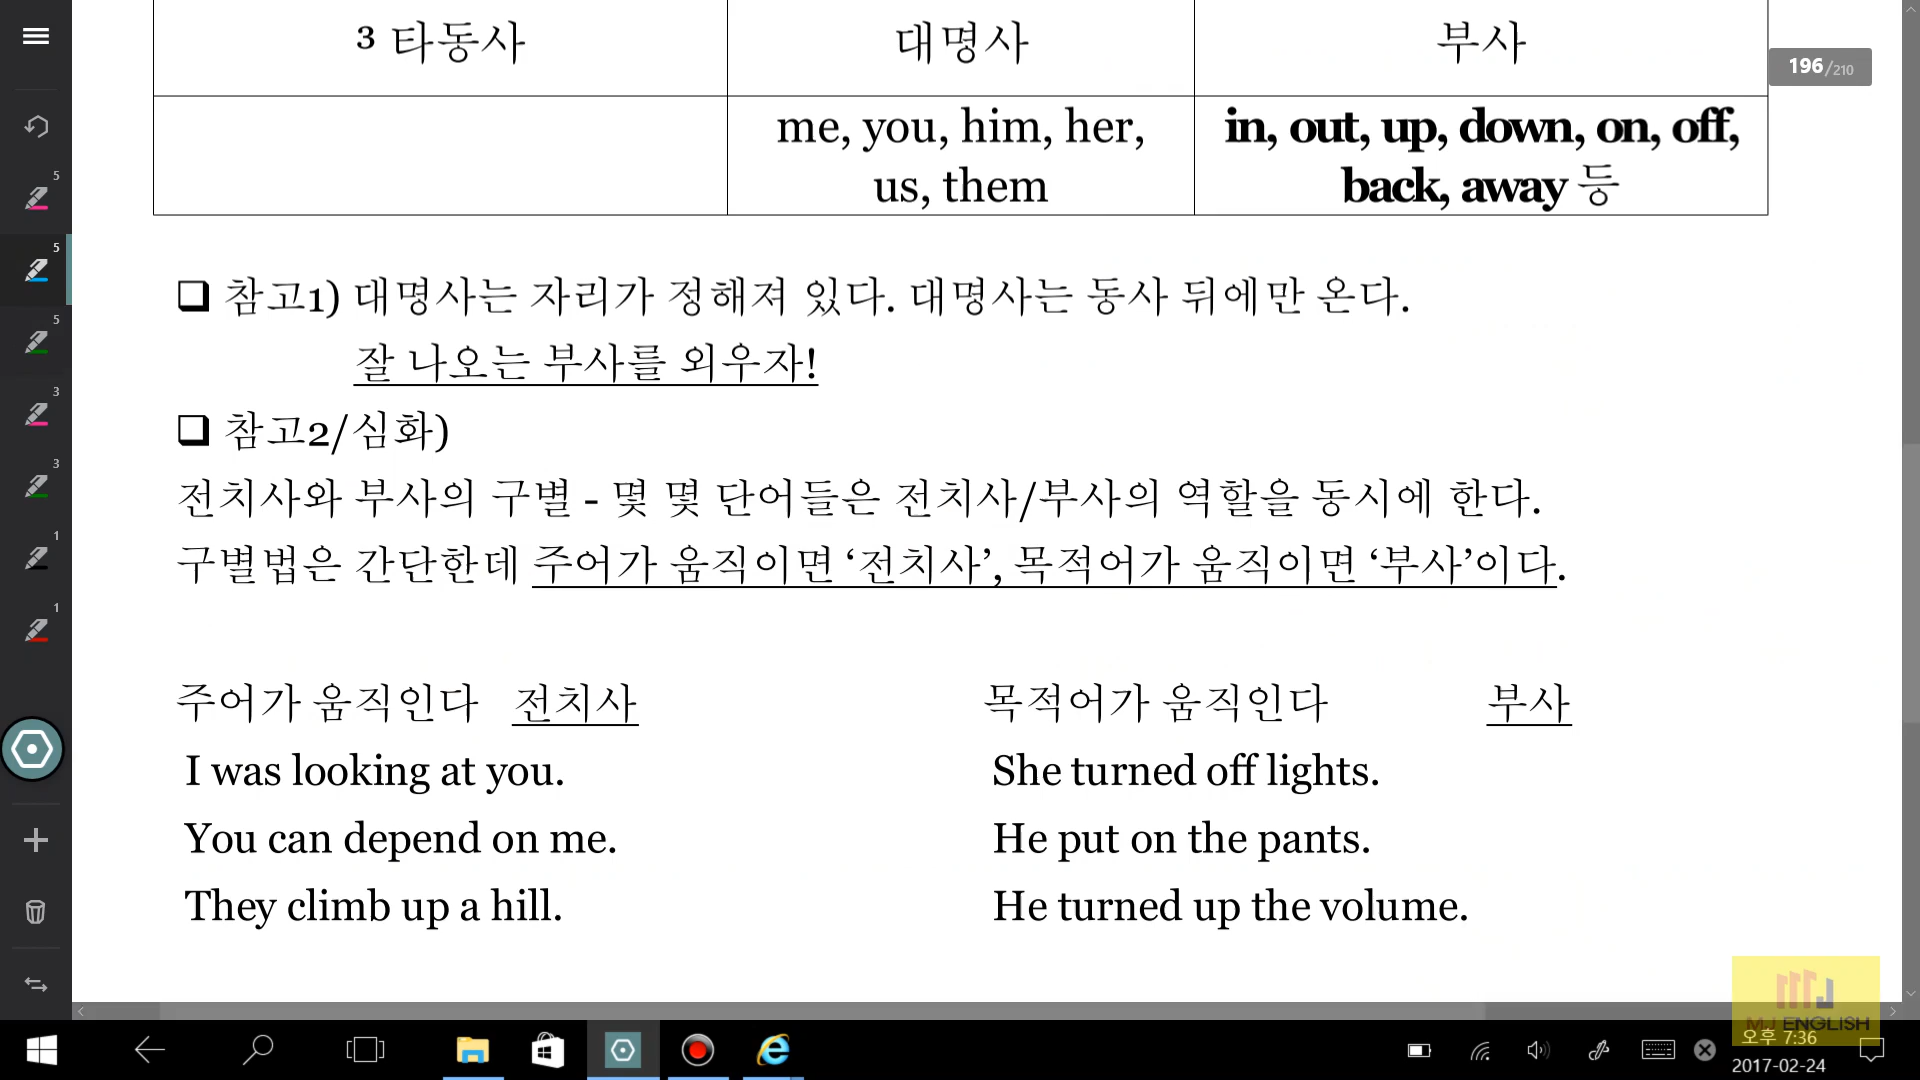 3 타동사
대명사
부사
196/210
me, you, him, her,
us, them
in, out, up, down, on, off,
back, away 등
5
5
5
3
3
1
1
❑ 참고1) 대명사는 자리가 정해져 있다. 대명사는 동사 뒤에만 온다.
잘 나오는 부사를 외우자!
❑ 참고2/심화)
전치사와 부사의 구별 - 몇 몇 단어들은 전치사/부사의 역할을 동시에 한다.
구별법은 간단한데 주어가 움직이면 ‘전치사’, 목적어가 움직이면 ‘부사’이다.
주어가 움직인다 전치사
I was looking at you.
You can depend on me.
They climb up a hill.
목적어가 움직인다 부사
She turned off lights.
He put on the pants.
He turned up the volume.
MJ ENGLISH
오후 7:36
2017-02-24